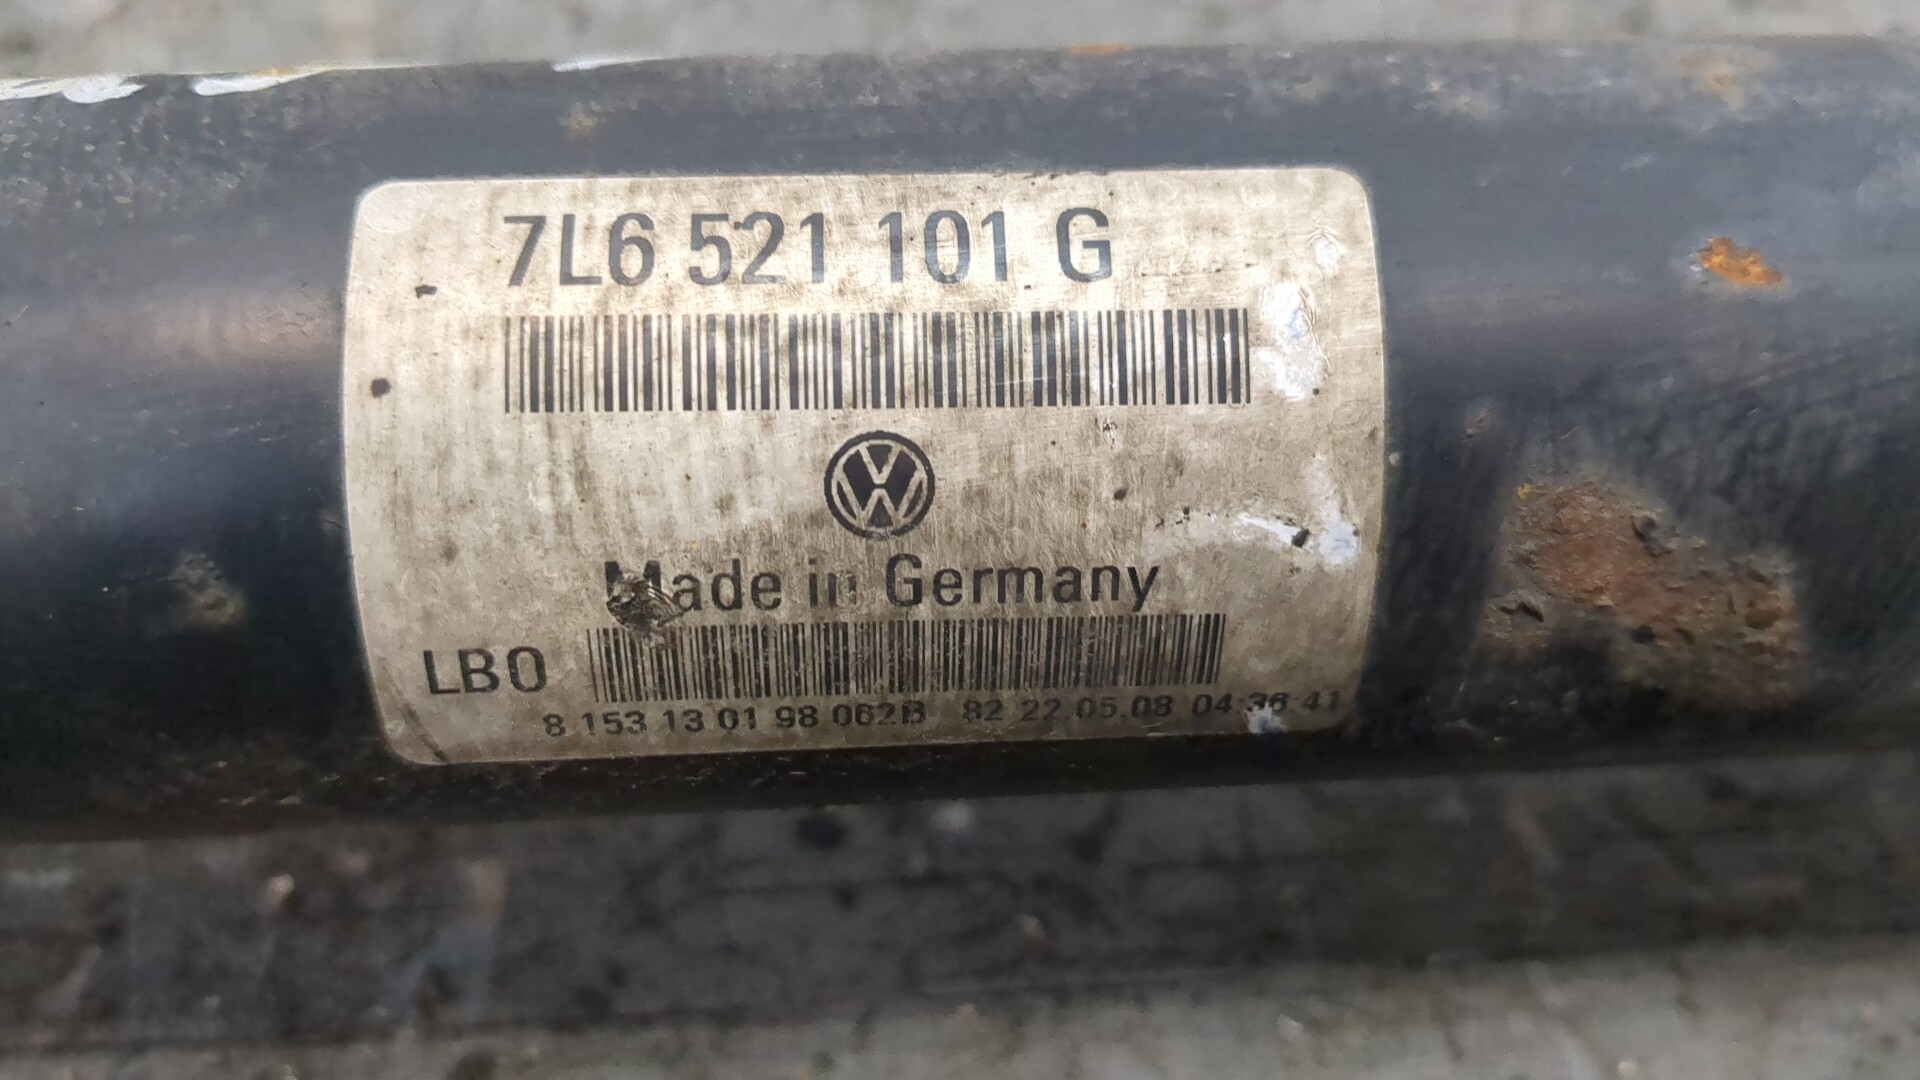 7L6 521 101 G
Made in Germany
LB0
8 153 13 01 98 062B 82 22.05.08 04:36:41